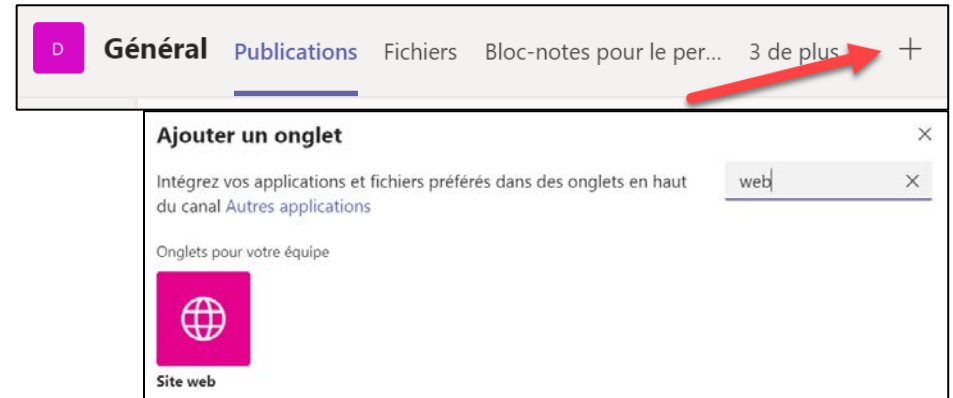 D Général Publications Fichiers Bloc-notes pour le per... 3 de plus
Ajouter un onglet
Intégrez vos applications et fichiers préférés dans des onglets en haut
du canal Autres applications
web
Onglets pour votre équipe
Site web